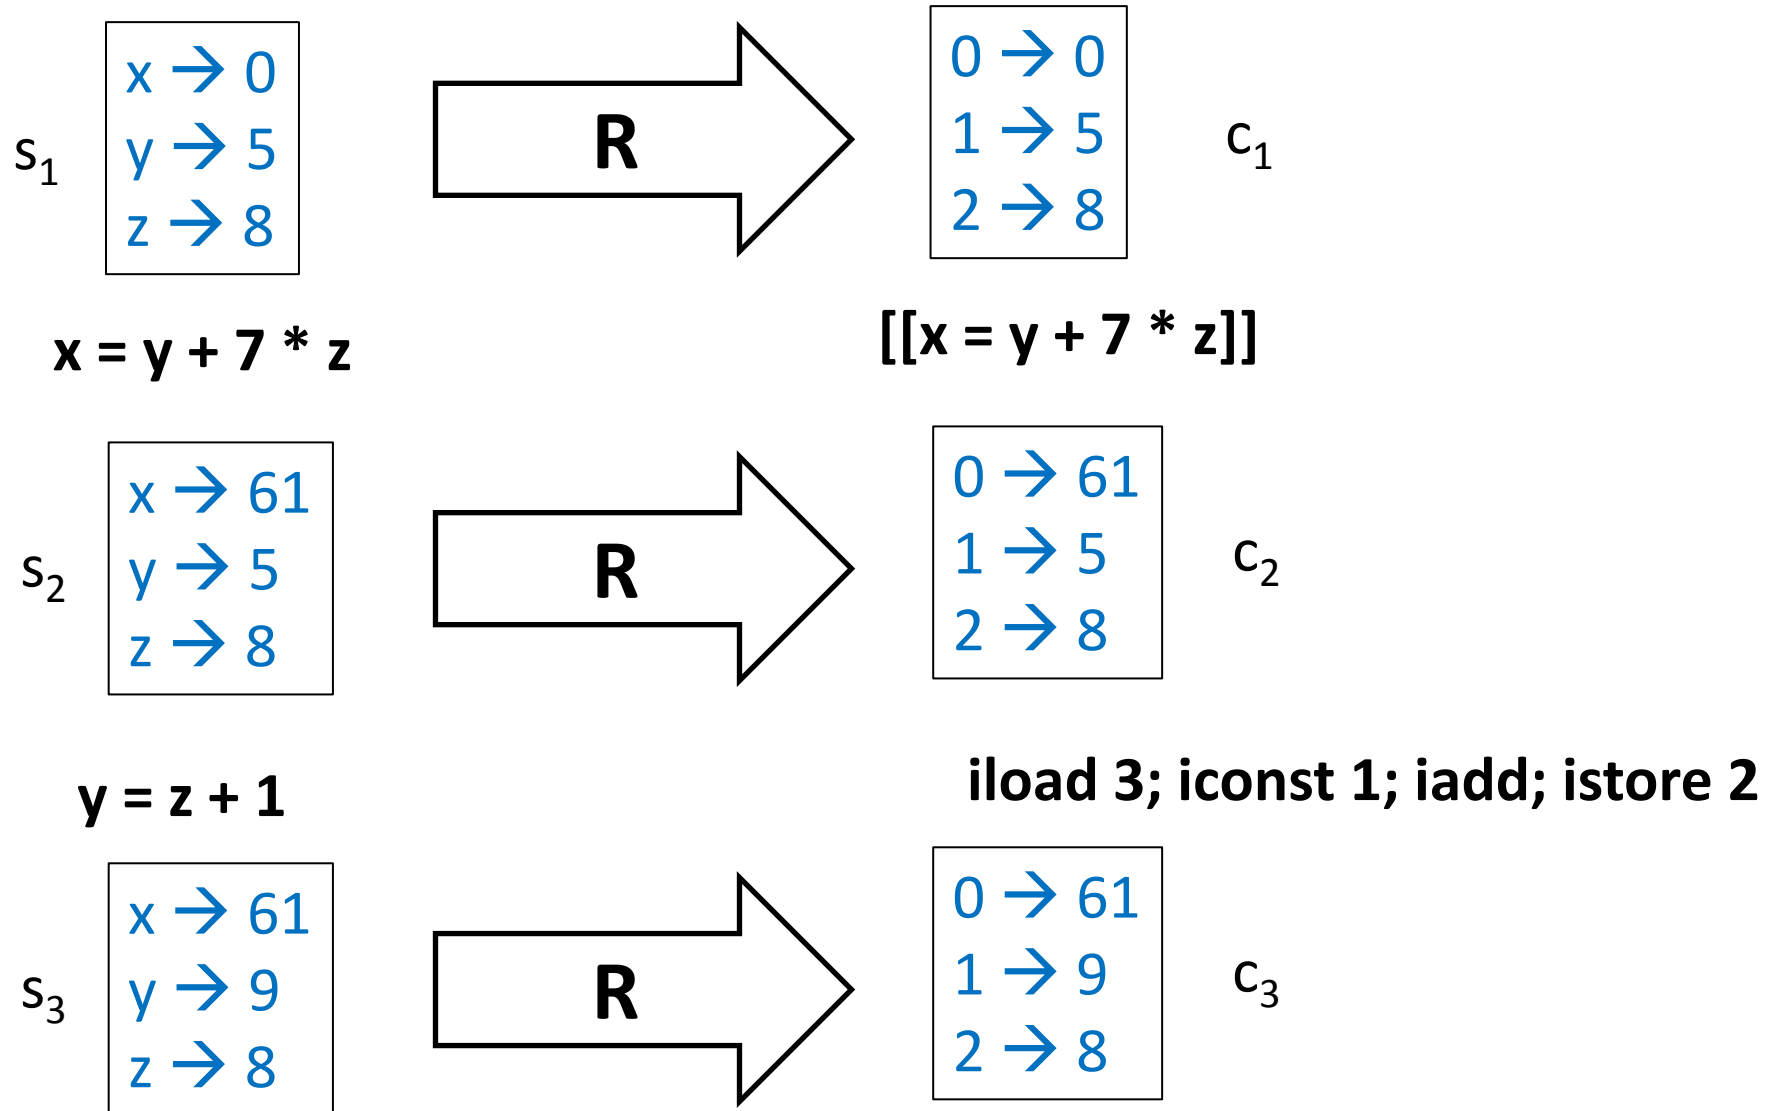 s₁
x → 0
y → 5
z → 8
R
0 → 0
1 → 5
2 → 8
c₁
x = y + 7 * z
[[x = y + 7 * z]]
s₂
x → 61
y → 5
z → 8
R
0 → 61
1 → 5
2 → 8
c₂
y = z + 1
iload 3; iconst 1; iadd; istore 2
s₃
x → 61
y → 9
z → 8
R
0 → 61
1 → 9
2 → 8
c₃